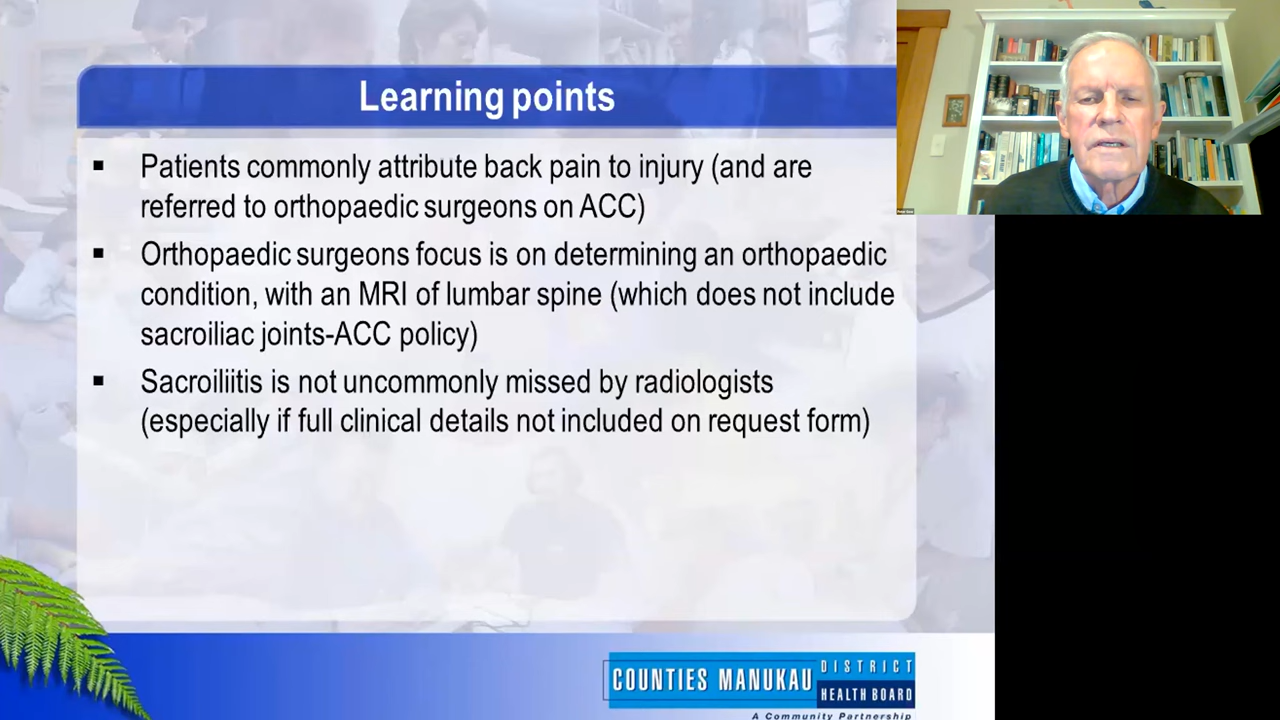 Learning points
▪ Patients commonly attribute back pain to injury (and are
referred to orthopaedic surgeons on ACC)
▪ Orthopaedic surgeons focus is on determining an orthopaedic
condition, with an MRI of lumbar spine (which does not include
sacroiliac joints-ACC policy)
▪ Sacroiliitis is not uncommonly missed by radiologists
(especially if full clinical details not included on request form)
COUNTIES MANUKAU
DISTRICT
HEALTH BOARD
A Community Partnership